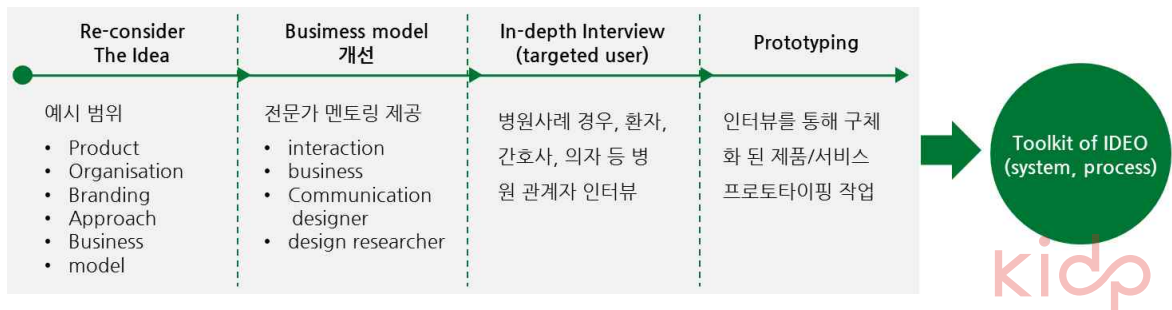 Re-consider
The Idea
예시 범위
• Product
• Organisation
• Branding
• Approach
• Business
• model
Business model
개선
전문가 멘토링 제공
• interaction
• business
• Communication
designer
• design researcher
In-depth Interview
(targeted user)
병원사례 경우, 환자,
간호사, 의자 등 병
원 관계자 인터뷰
Prototyping
인터뷰를 통해 구체
화 된 제품/서비스
프로토타이핑 작업
Toolkit of IDEO
(system, process)
kidp